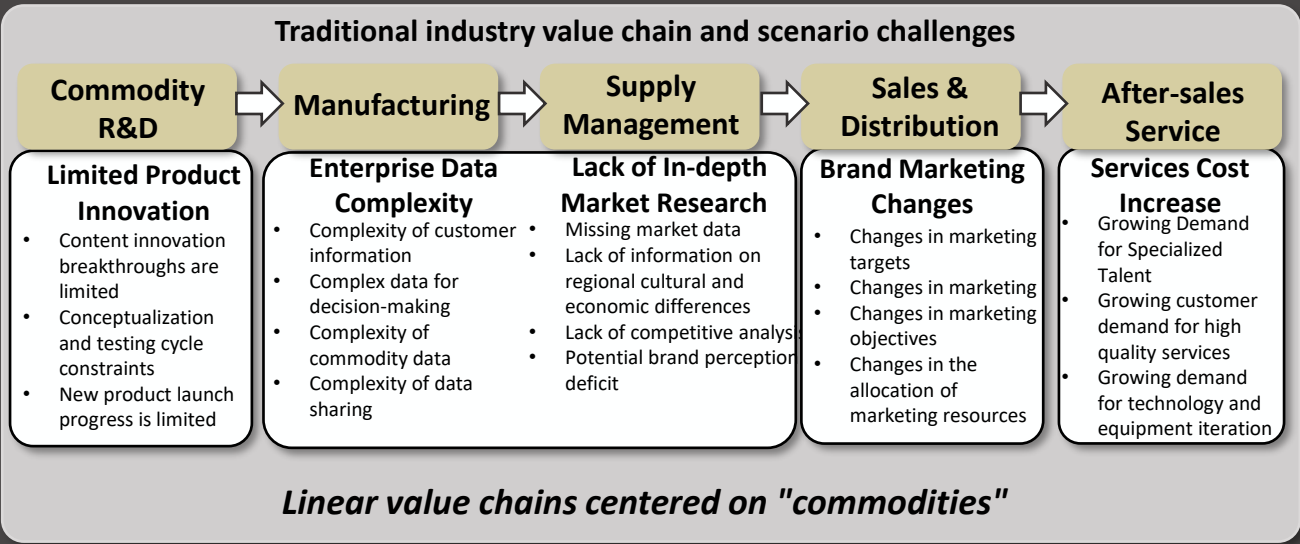 Traditional industry value chain and scenario challenges
Commodity
R&D
Manufacturing
Supply
Management
Sales &
Distribution
After-sales
Service
Limited Product
Innovation
• Content innovation
breakthroughs are
limited
• Conceptualization
and testing cycle
constraints
• New product launch
progress is limited
Enterprise Data
Complexity
• Complexity of customer
information
• Complex data for
decision-making
• Complexity of
commodity data
• Complexity of data
sharing
Lack of In-depth
Market Research
• Missing market data
• Lack of information on
regional cultural and
economic differences
• Lack of competitive analysis
• Potential brand perception
deficit
Brand Marketing
Changes
• Changes in marketing
targets
• Changes in marketing
• Changes in marketing
objectives
• Changes in the
allocation of
marketing resources
Services Cost
Increase
• Growing Demand
for Specialized
Talent
• Growing customer
demand for high
quality services
• Growing demand
for technology and
equipment iteration
Linear value chains centered on "commodities"